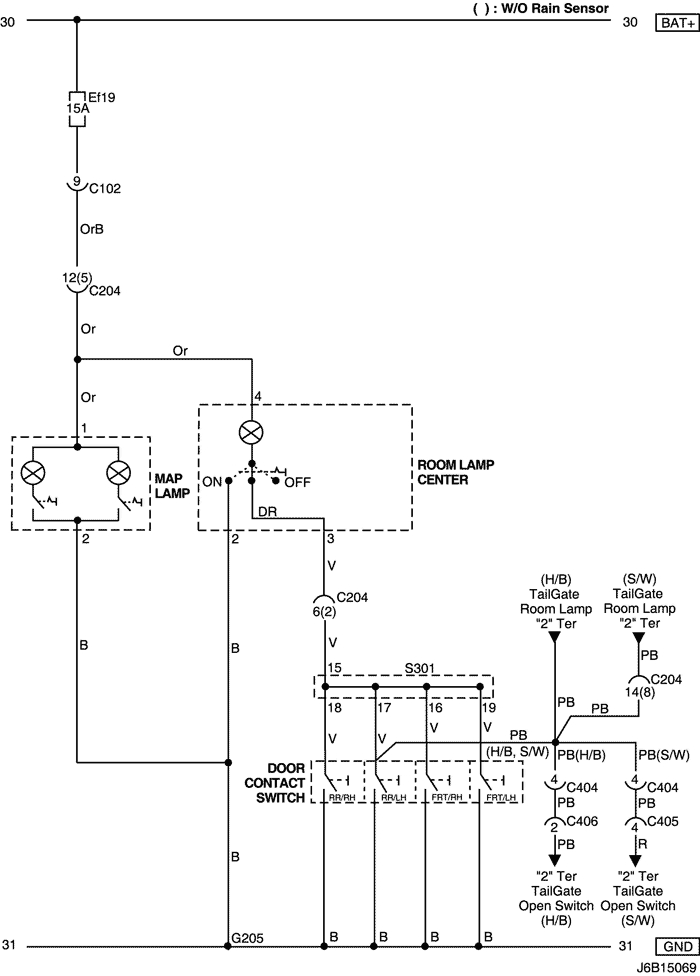 ( ) : W/O Rain Sensor
30
30
BAT+
Ef19
15A
9
C102
OrB
12(5)
C204
Or
Or
Or
4
1
ROOM LAMP
CENTER
MAP
LAMP
ON
OFF
DR
2
2
3
V
C204
6(2)
B
B
V
15
S301
18
17
16
19
V
V
V
V
(H/B)
TailGate
Room Lamp
"2" Ter
(S/W)
TailGate
Room Lamp
"2" Ter
PB
C204
14(8)
PB
PB
PB
(H/B, S/W)
PB(H/B)
PB(S/W)
DOOR
CONTACT
SWITCH
RR/RH
RR/LH
FRT/RH
FRT/LH
4
C404
4
C404
PB
PB
2
C406
4
C405
PB
R
B
"2" Ter
TailGate
Open Switch
(H/B)
"2" Ter
TailGate
Open Switch
(S/W)
31
G205
B
B
B
B
31
GND
J6B15069